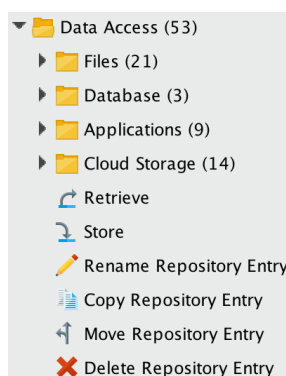 Data Access (53)
Files (21)
Database (3)
Applications (9)
Cloud Storage (14)
Retrieve
Store
Rename Repository Entry
Copy Repository Entry
Move Repository Entry
Delete Repository Entry